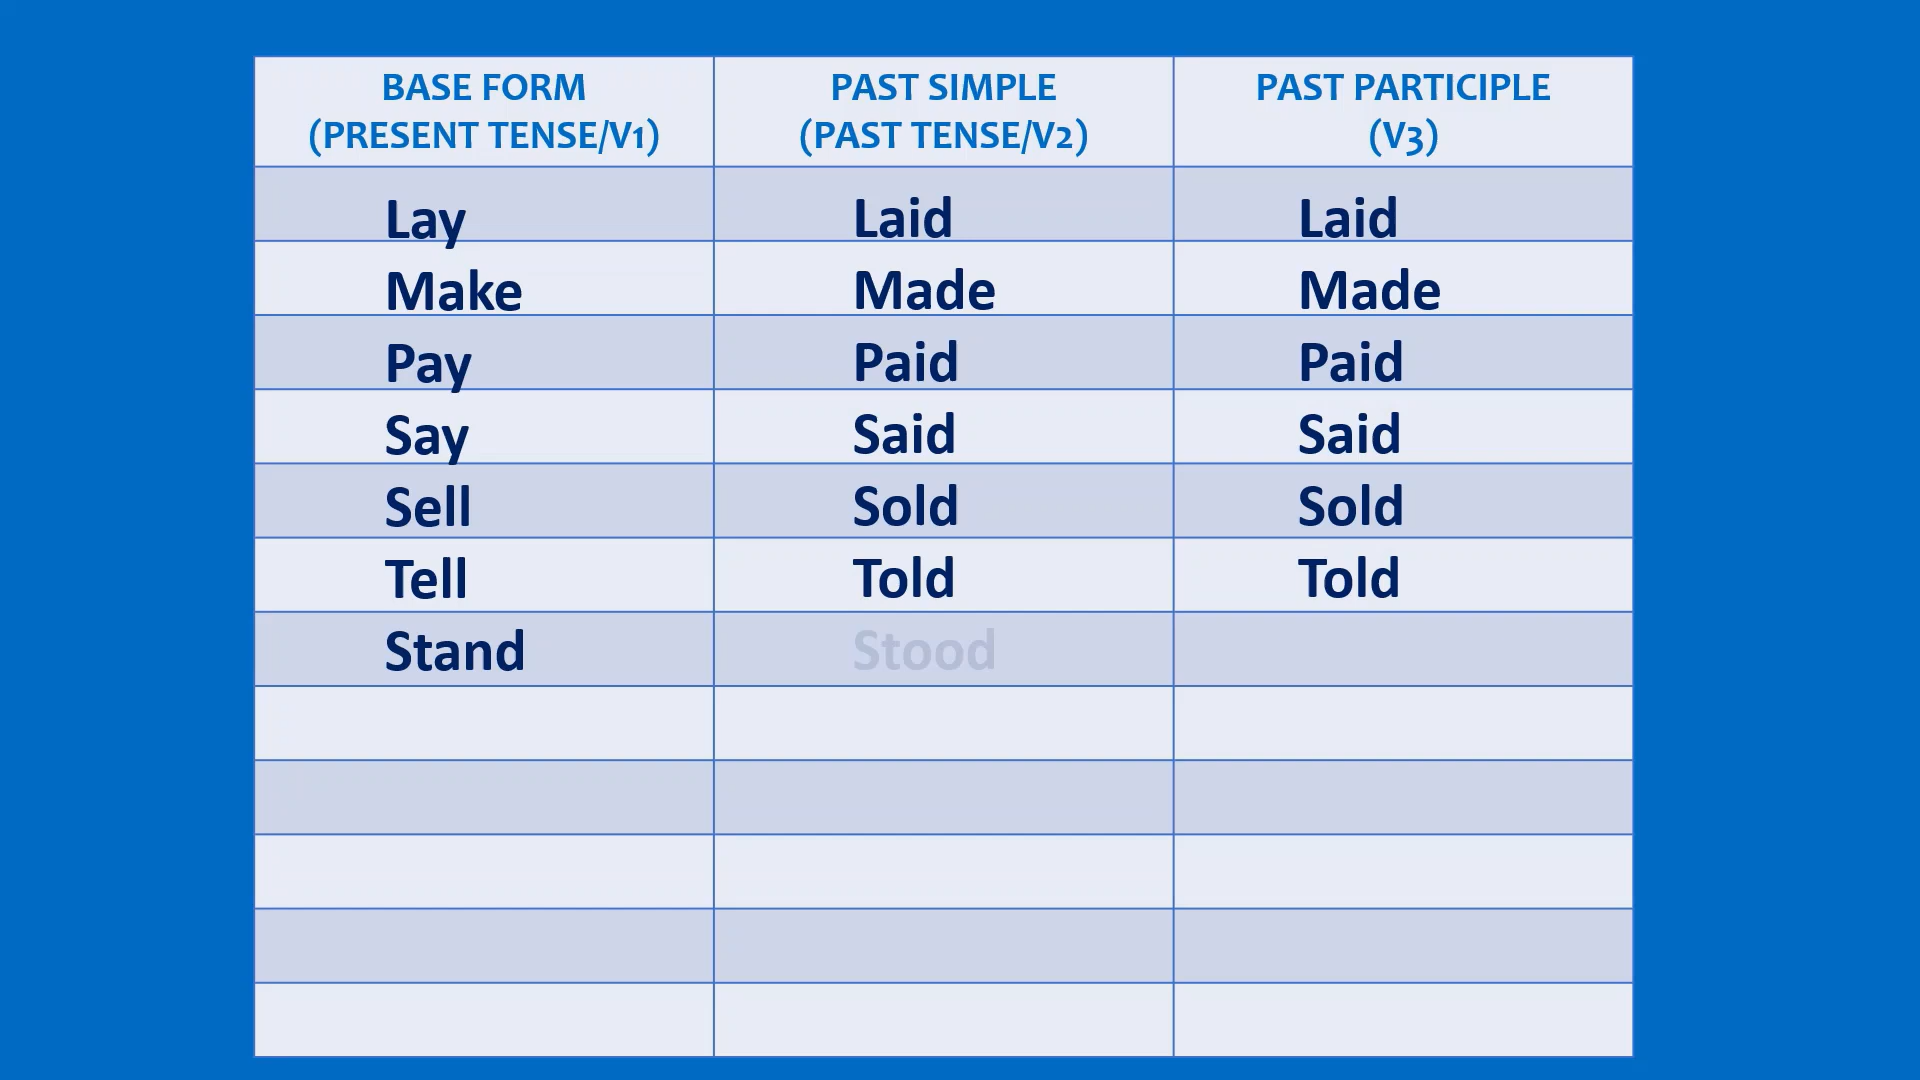 BASE FORM
(PRESENT TENSE/V1)
PAST SIMPLE
(PAST TENSE/V2)
PAST PARTICIPLE
(V3)
Lay Laid Laid
Make Made Made
Pay Paid Paid
Say Said Said
Sell Sold Sold
Tell Told Told
Stand Stood